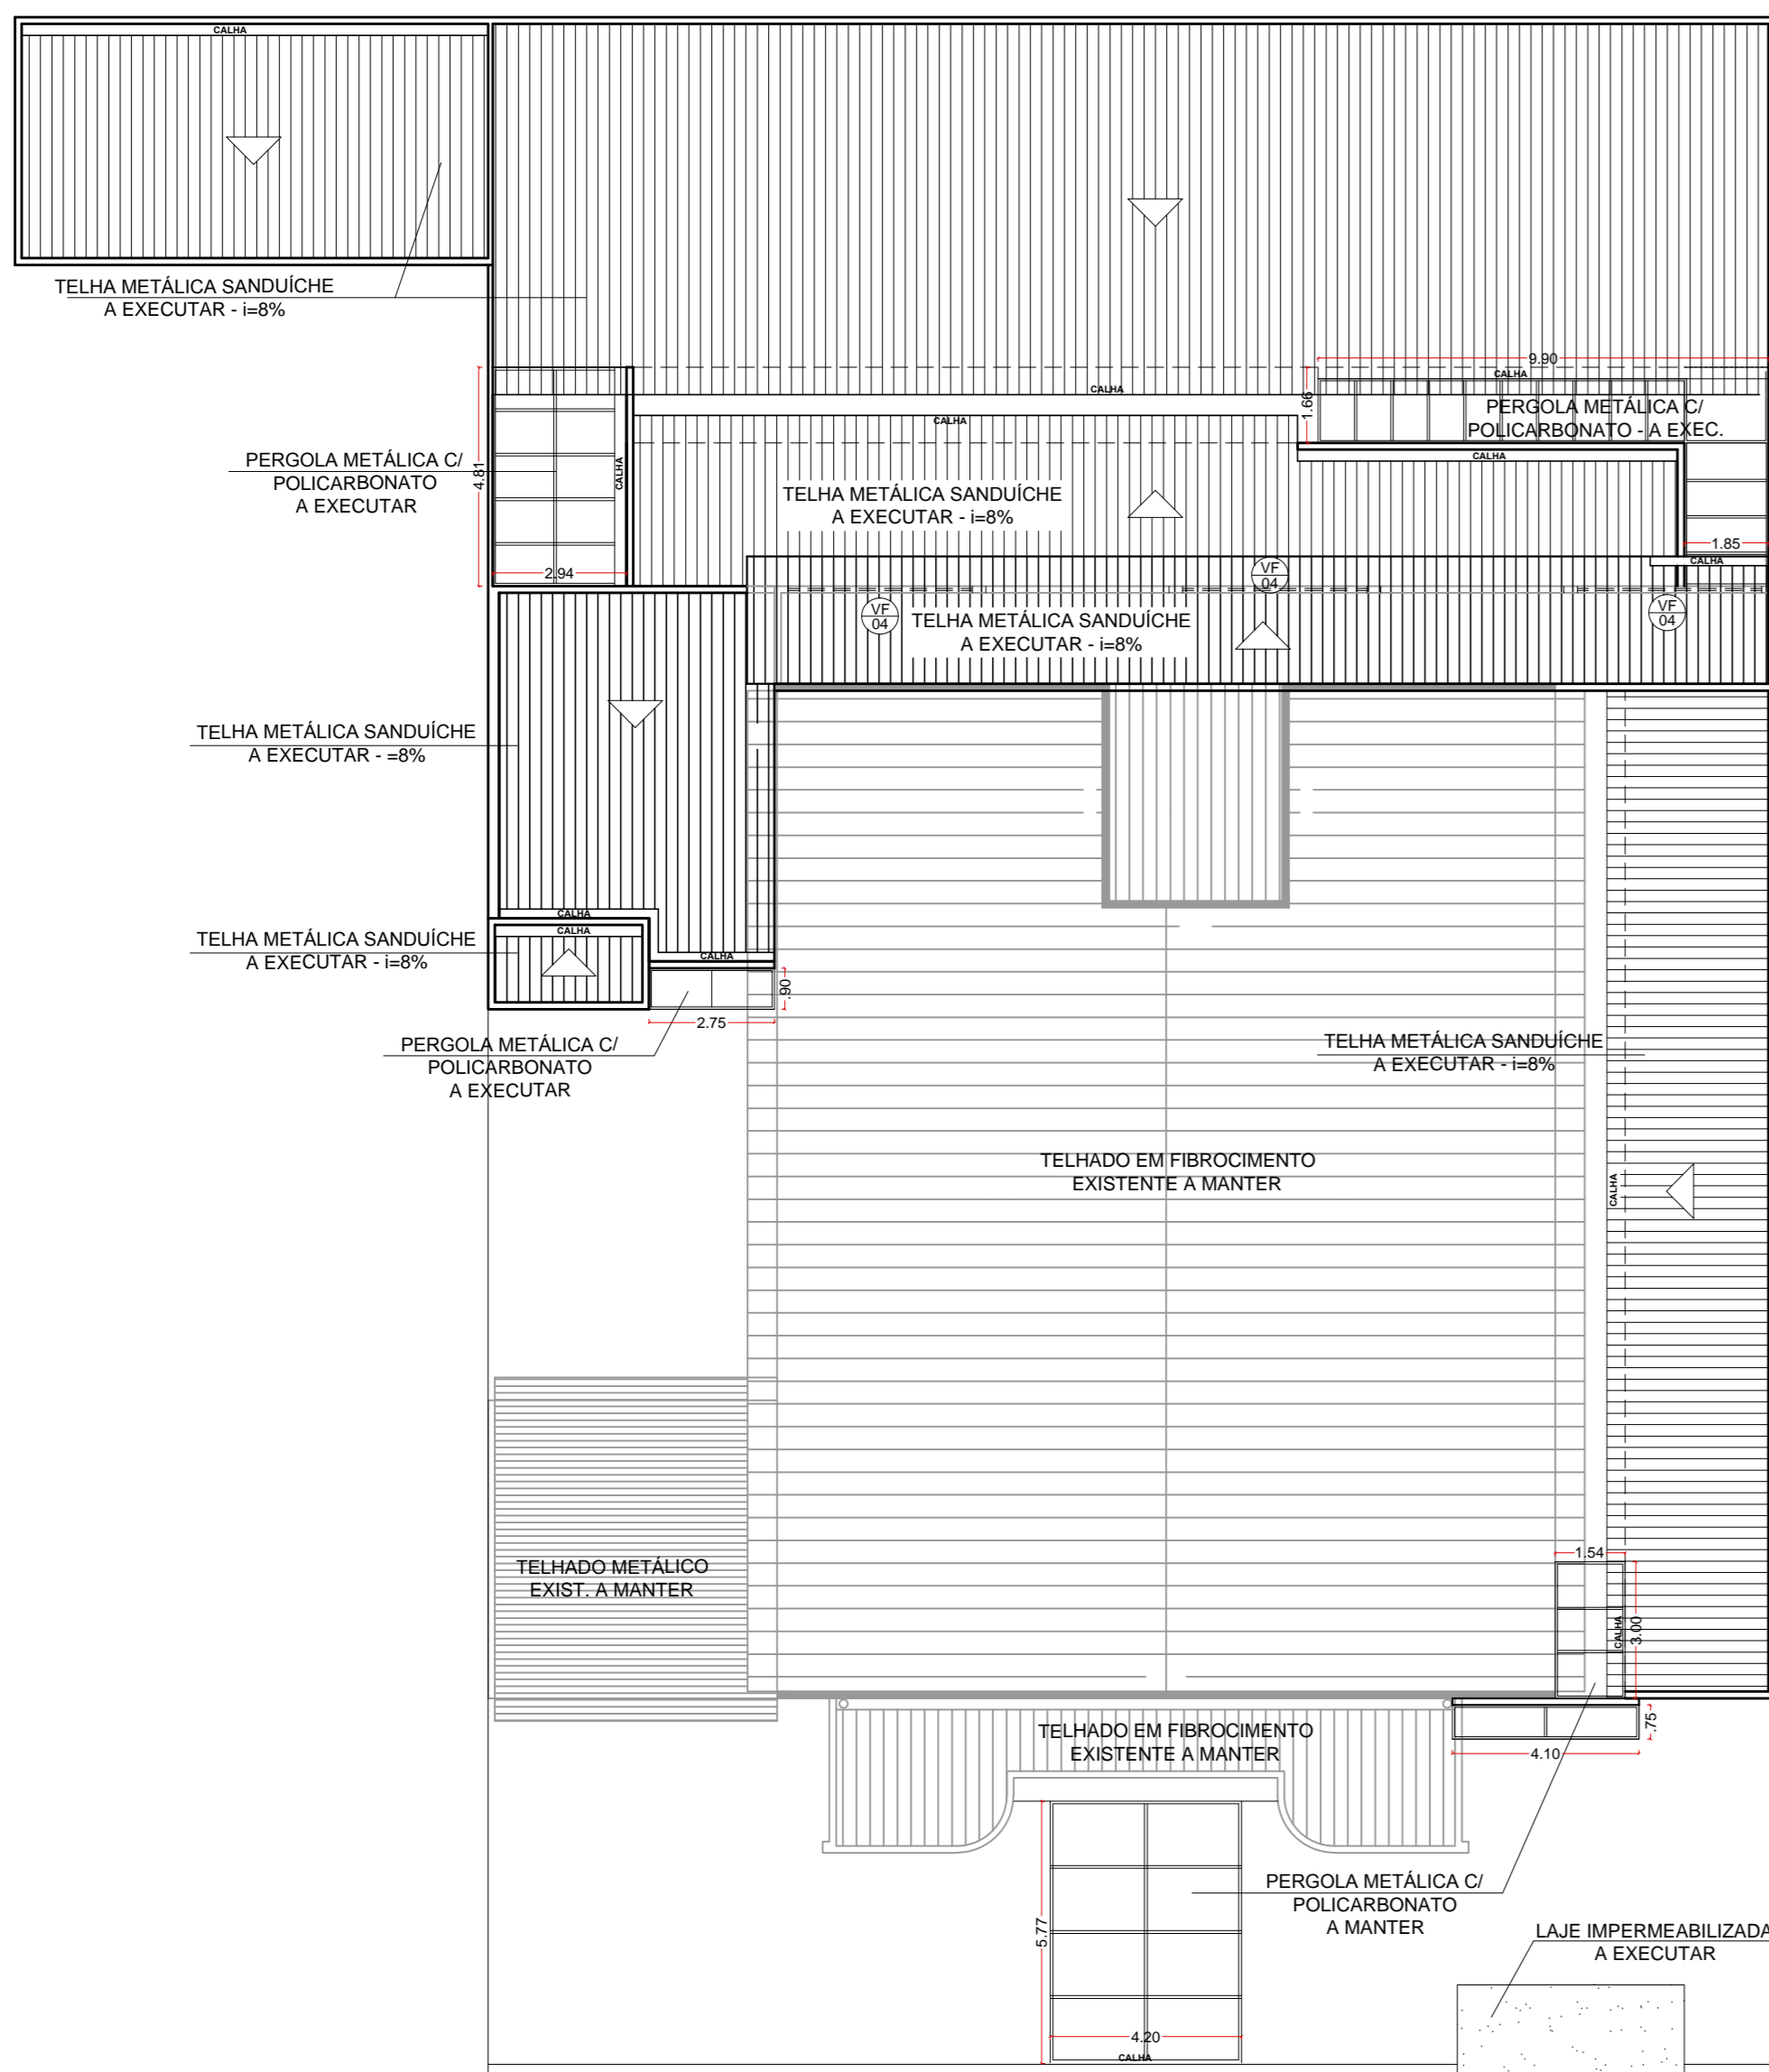 CALHA
TELHA METÁLICA SANDUÍCHE
A EXECUTAR - i=8%
9.90
CALHA
CALHA
1.66
CALHA
PERGOLA METÁLICA C/
POLICARBONATO - A EXEC.
CALHA
PERGOLA METÁLICA C/
POLICARBONATO
A EXECUTAR
4.81
CALHA
TELHA METÁLICA SANDUÍCHE
A EXECUTAR - i=8%
1.85
CALHA
2.94
VF
04
VF
04
VF
04
TELHA METÁLICA SANDUÍCHE
A EXECUTAR - i=8%
TELHA METÁLICA SANDUÍCHE
A EXECUTAR - =8%
CALHA
CALHA
TELHA METÁLICA SANDUÍCHE
A EXECUTAR - i=8%
CALHA
.90
2.75
PERGOLA METÁLICA C/
POLICARBONATO
A EXECUTAR
TELHA METÁLICA SANDUÍCHE
A EXECUTAR - i=8%
TELHADO EM FIBROCIMENTO
EXISTENTE A MANTER
CALHA
TELHADO METÁLICO
EXIST. A MANTER
1.54
CALHA
3.00
TELHADO EM FIBROCIMENTO
EXISTENTE A MANTER
.75
4.10
PERGOLA METÁLICA C/
POLICARBONATO
A MANTER
5.77
LAJE IMPERMEABILIZADA
A EXECUTAR
4.20
CALHA